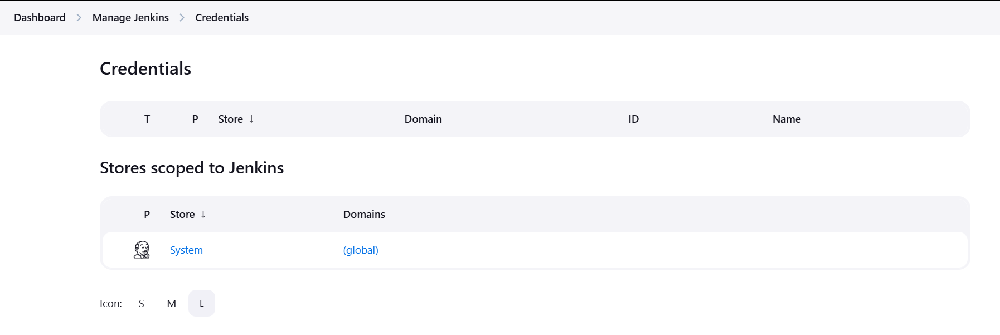 Dashboard > Manage Jenkins > Credentials
Credentials
T P Store ↓ Domain ID Name
Stores scoped to Jenkins
P Store ↓ Domains
System (global)
Icon: S M L